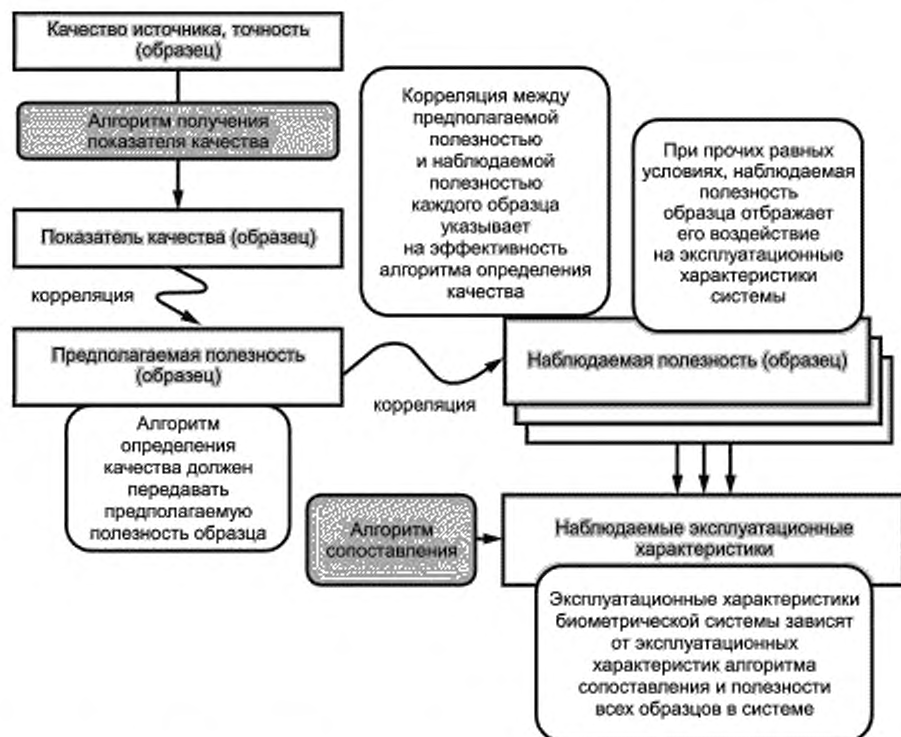 Качество источника, точность
(образец)
Алгоритм получения
показателя качества
Показатель качества (образец)
корреляция
Предполагаемая полезность
(образец)
Алгоритм
определения
качества должен
передавать
предполагаемую
полезность образца
корреляция
Корреляция между
предполагаемой
полезностью
и наблюдаемой
полезностью
каждого образца
указывает
на эффективность
алгоритма определения
качества
При прочих равных
условиях, наблюдаемая
полезность
образца отбражает
его воздействие
на эксплуатационные
характеристики
системы
Наблюдаемая полезность (образец)
Алгоритм
сопоставления
Наблюдаемые эксплуатационные
характеристики
Эксплуатационные характеристики
биометрической системы зависят
от эксплуатационных
характеристик алгоритма
сопоставления и полезности
всех образцов в системе